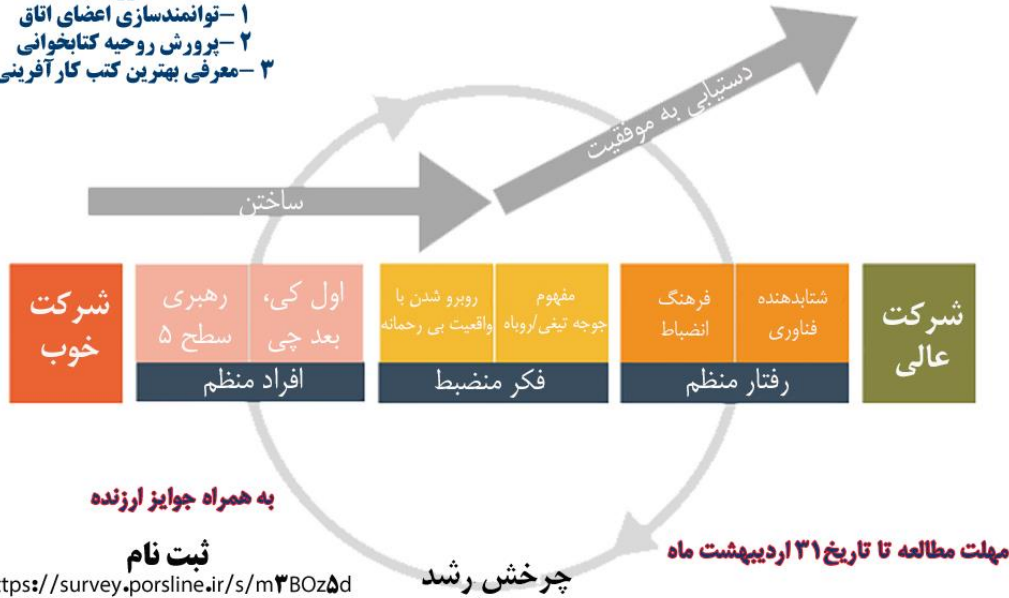 ۱ –توانمندسازی اعضای اتاق
۲ –پرورش روحیه کتابخوانی
۳ –معرفی بهترین کتب کارآفرینی
دستیابی به موفقیت
ساختن
شرکت
خوب
رهبری
سطح ۵
اول کی،
بعد چی
افراد منظم
روبرو شدن با
واقعیت بی رحمانه
مفهوم
جوجه تیغی/روباه
فکر منضبط
فرهنگ
انضباط
شتابدهنده
فناوری
رفتار منظم
شرکت
عالی
به همراه جوایز ارزنده
مهلت مطالعه تا تاریخ۳۱ اردیبهشت ماه
ثبت نام
ttps://survey.porsline.ir/s/m۳BOz۵d
چرخش رشد